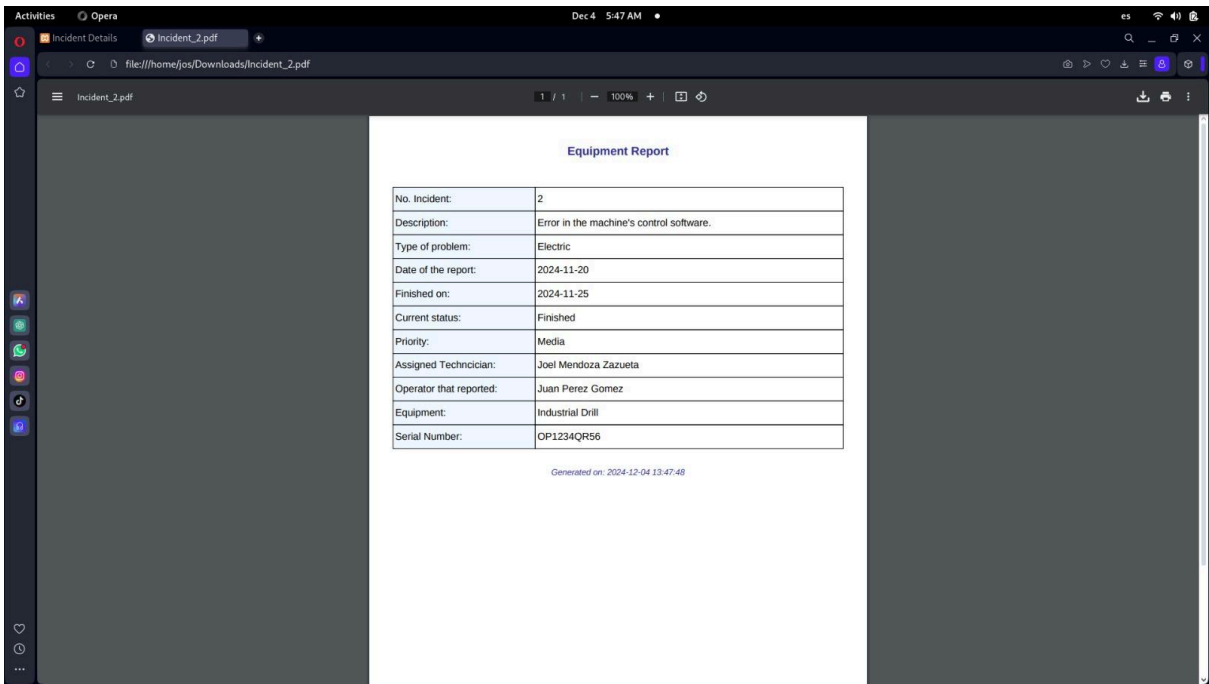 Activities Opera Dec 4 5:47 AM es
Incident Details Incident_2.pdf
file:///home/jos/Downloads/Incident_2.pdf
Incident_2.pdf 1 / 1 100%
Equipment Report
No. Incident: 2
Description: Error in the machine's control software.
Type of problem: Electric
Date of the report: 2024-11-20
Finished on: 2024-11-25
Current status: Finished
Priority: Media
Assigned Techncician: Joel Mendoza Zazueta
Operator that reported: Juan Perez Gomez
Equipment: Industrial Drill
Serial Number: OP1234QR56
Generated on: 2024-12-04 13:47:48